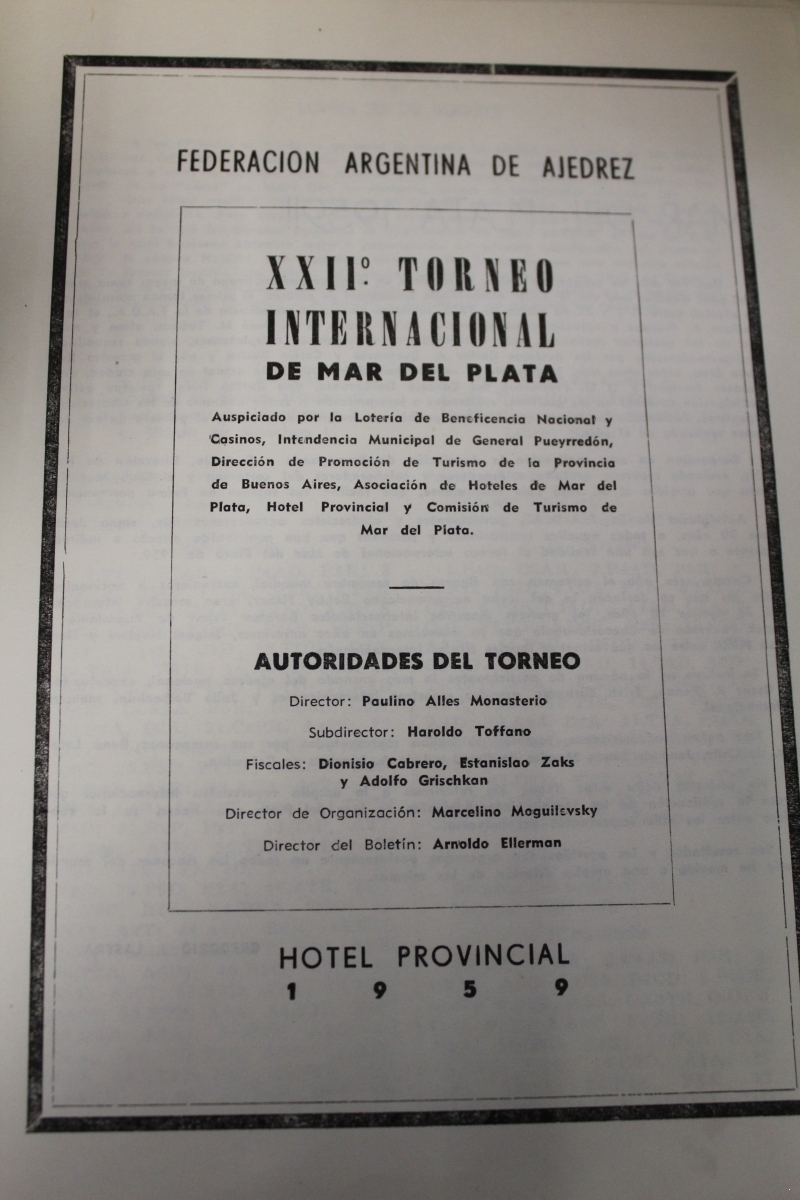 FEDERACION ARGENTINA DE AJEDREZ
XXIIº TORNEO
INTERNACIONAL
DE MAR DEL PLATA
Auspiciado por la Lotería de Beneficencia Nacional y
Casinos, Intendencia Municipal de General Pueyrredón,
Dirección de Promoción de Turismo de la Provincia
de Buenos Aires, Asociación de Hoteles de Mar del
Plata, Hotel Provincial y Comisión de Turismo de
Mar del Plata.
AUTORIDADES DEL TORNEO
Director: Paulino Alles Monasterio
Subdirector: Haroldo Toffano
Fiscales: Dionisio Cabrero, Estanislao Zaks
y Adolfo Grischkan
Director de Organización: Marcelino Moguilevsky
Director del Boletín: Arnoldo Ellerman
HOTEL PROVINCIAL
1 9 5 9